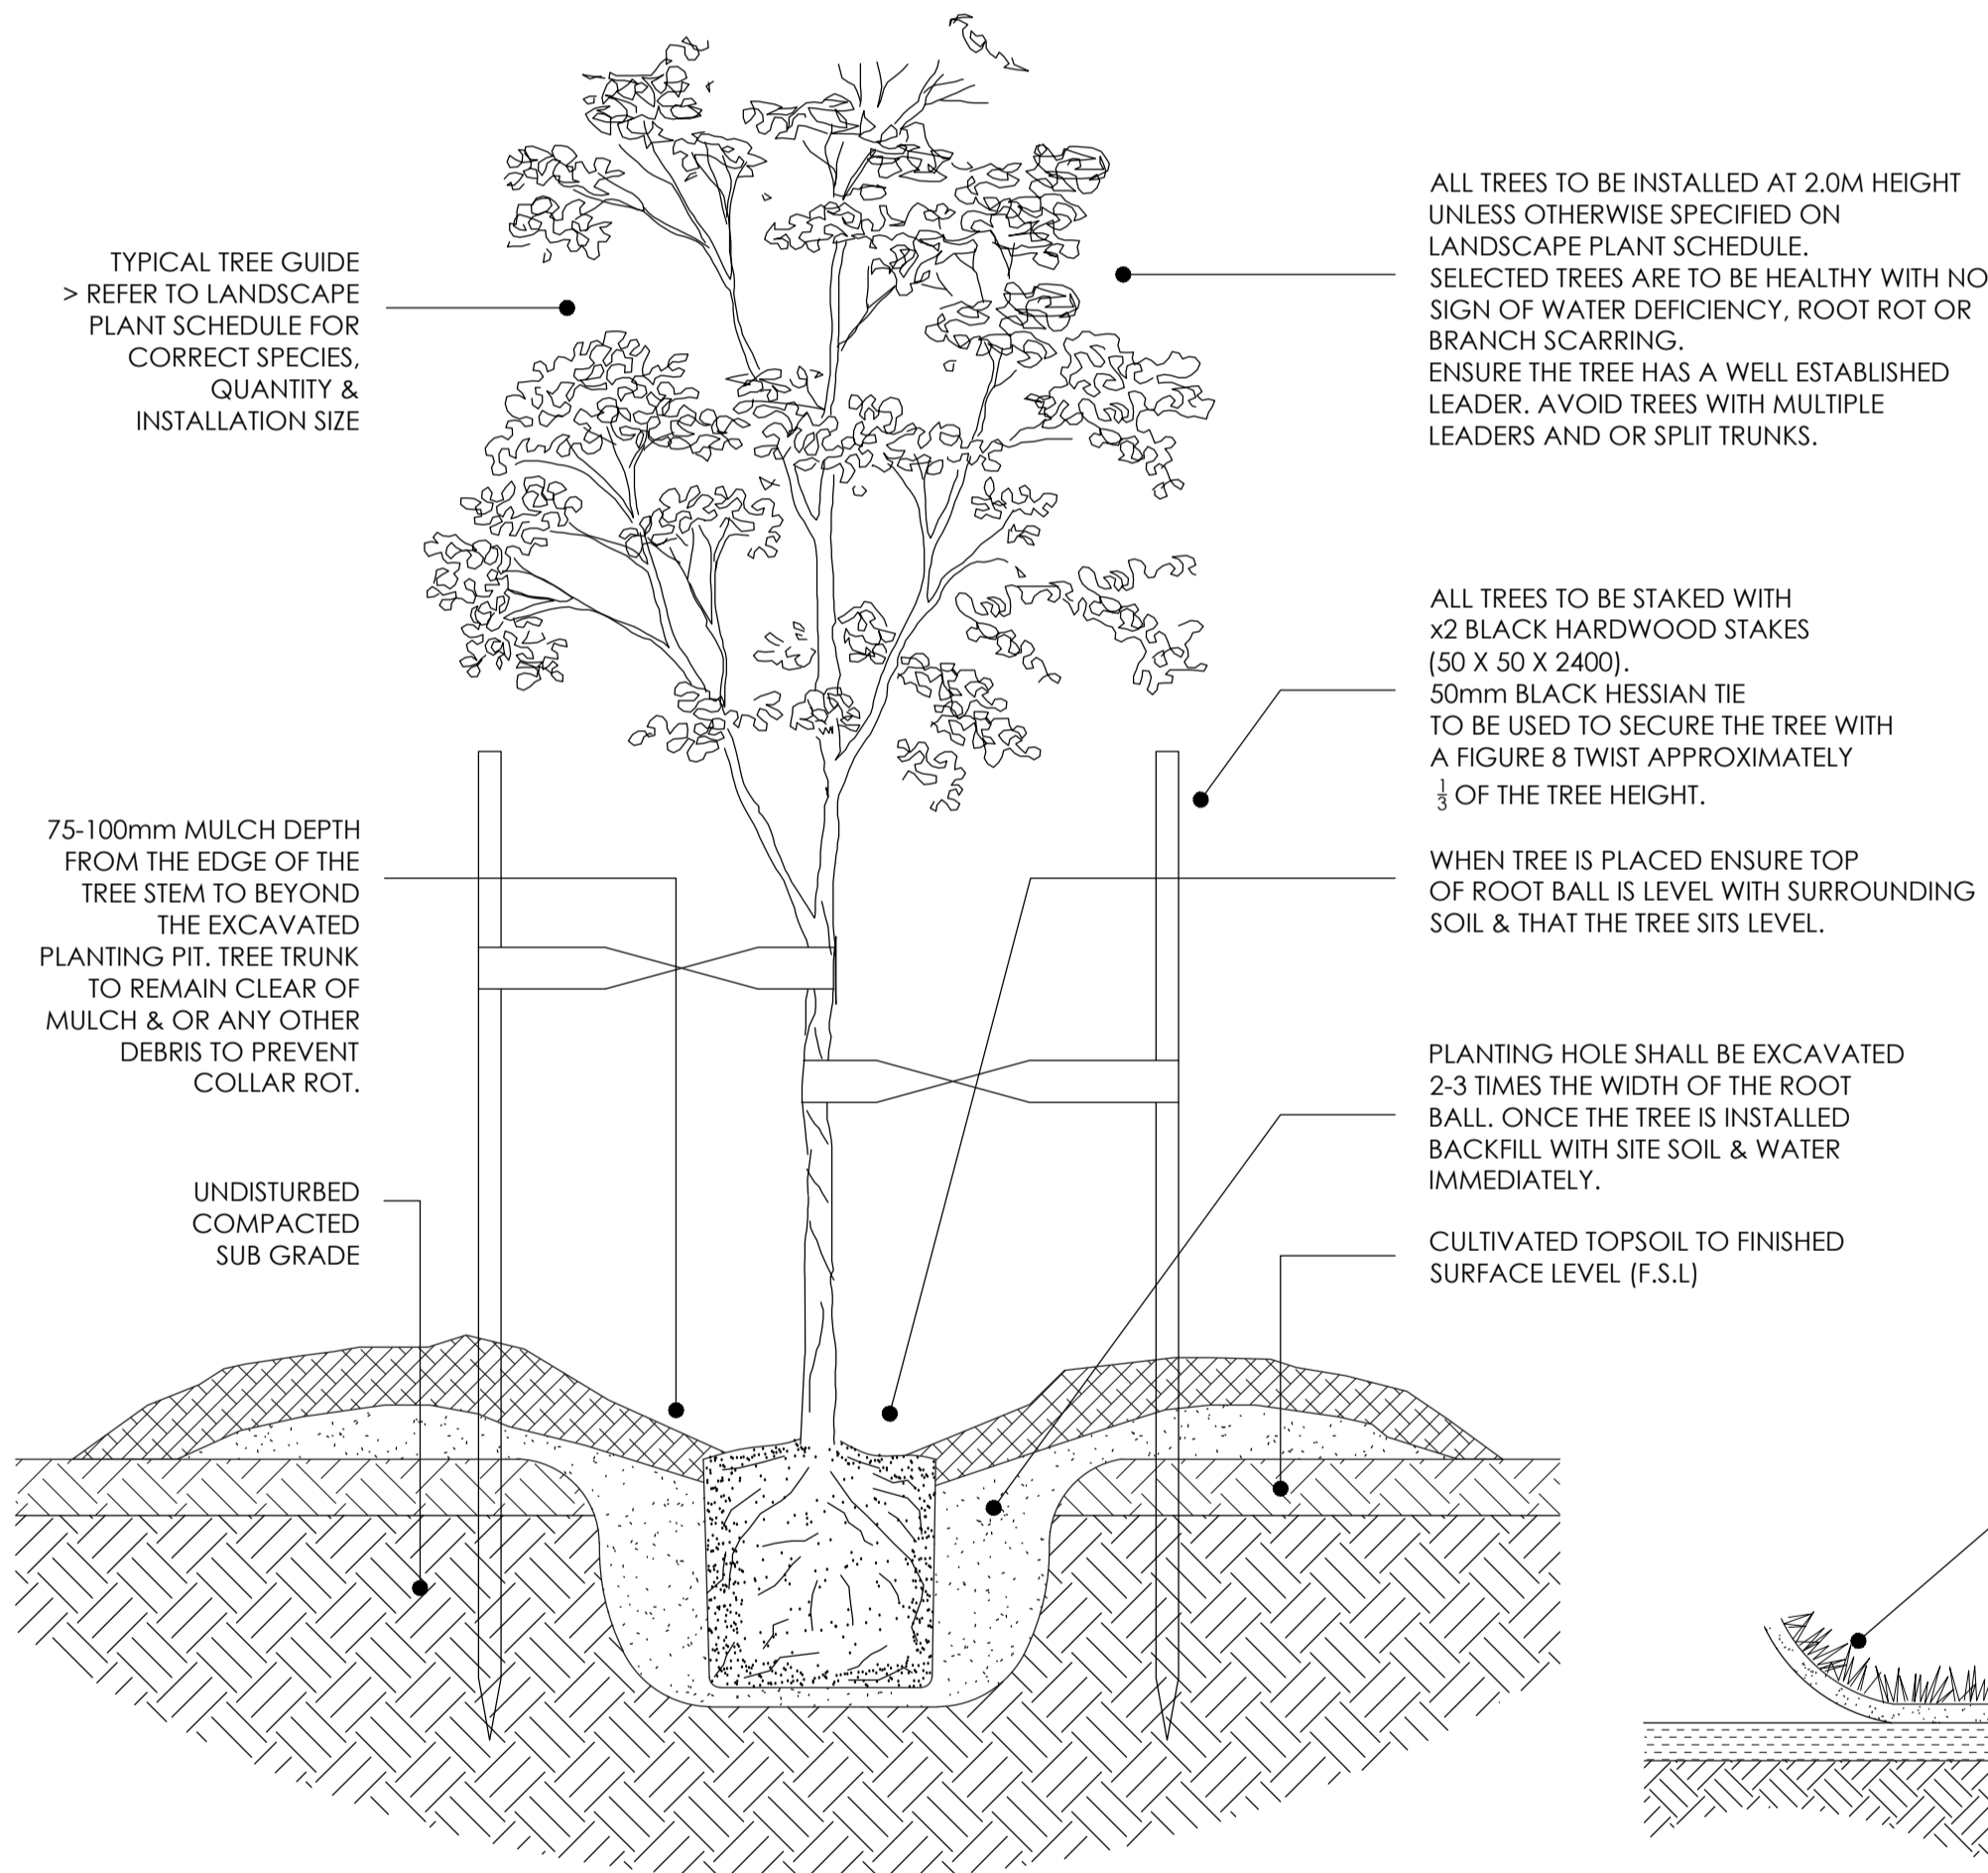 TYPICAL TREE GUIDE
> REFER TO LANDSCAPE
PLANT SCHEDULE FOR
CORRECT SPECIES,
QUANTITY &
INSTALLATION SIZE
75-100mm MULCH DEPTH
FROM THE EDGE OF THE
TREE STEM TO BEYOND
THE EXCAVATED
PLANTING PIT. TREE TRUNK
TO REMAIN CLEAR OF
MULCH & OR ANY OTHER
DEBRIS TO PREVENT
COLLAR ROT.
UNDISTURBED
COMPACTED
SUB GRADE
ALL TREES TO BE INSTALLED AT 2.0M HEIGHT
UNLESS OTHERWISE SPECIFIED ON
LANDSCAPE PLANT SCHEDULE.
SELECTED TREES ARE TO BE HEALTHY WITH NO
SIGN OF WATER DEFICIENCY, ROOT ROT OR
BRANCH SCARRING.
ENSURE THE TREE HAS A WELL ESTABLISHED
LEADER. AVOID TREES WITH MULTIPLE
LEADERS AND OR SPLIT TRUNKS.
ALL TREES TO BE STAKED WITH
x2 BLACK HARDWOOD STAKES
(50 X 50 X 2400).
50mm BLACK HESSIAN TIE
TO BE USED TO SECURE THE TREE WITH
A FIGURE 8 TWIST APPROXIMATELY
1/3 OF THE TREE HEIGHT.
WHEN TREE IS PLACED ENSURE TOP
OF ROOT BALL IS LEVEL WITH SURROUNDING
SOIL & THAT THE TREE SITS LEVEL.
PLANTING HOLE SHALL BE EXCAVATED
2-3 TIMES THE WIDTH OF THE ROOT
BALL. ONCE THE TREE IS INSTALLED
BACKFILL WITH SITE SOIL & WATER
IMMEDIATELY.
CULTIVATED TOPSOIL TO FINISHED
SURFACE LEVEL (F.S.L)